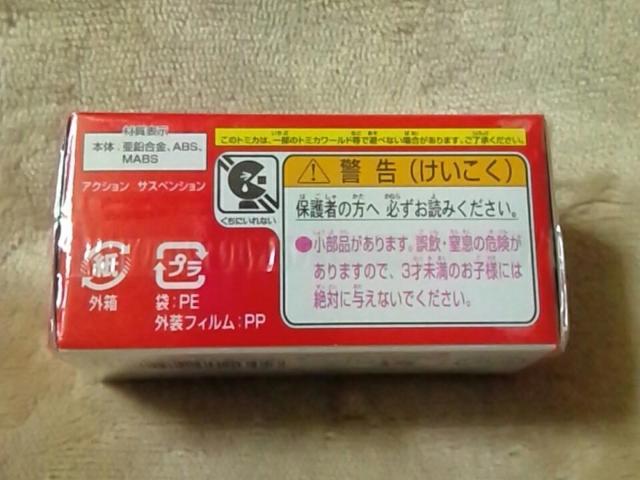 材質表示
本体：亜鉛合金、ABS、
MABS
アクション サスペンション
紙
外箱
プラ
袋：PE
外装フィルム：PP
くちにいれない
このトミカは、一部のトミカワールド等で遊べない場合があります。ご了承ください。
警告（けいこく）
保護者の方へ 必ずお読みください。
●小部品があります。誤飲・窒息の危険が
ありますので、3才未満のお子様には
絶対に与えないでください。